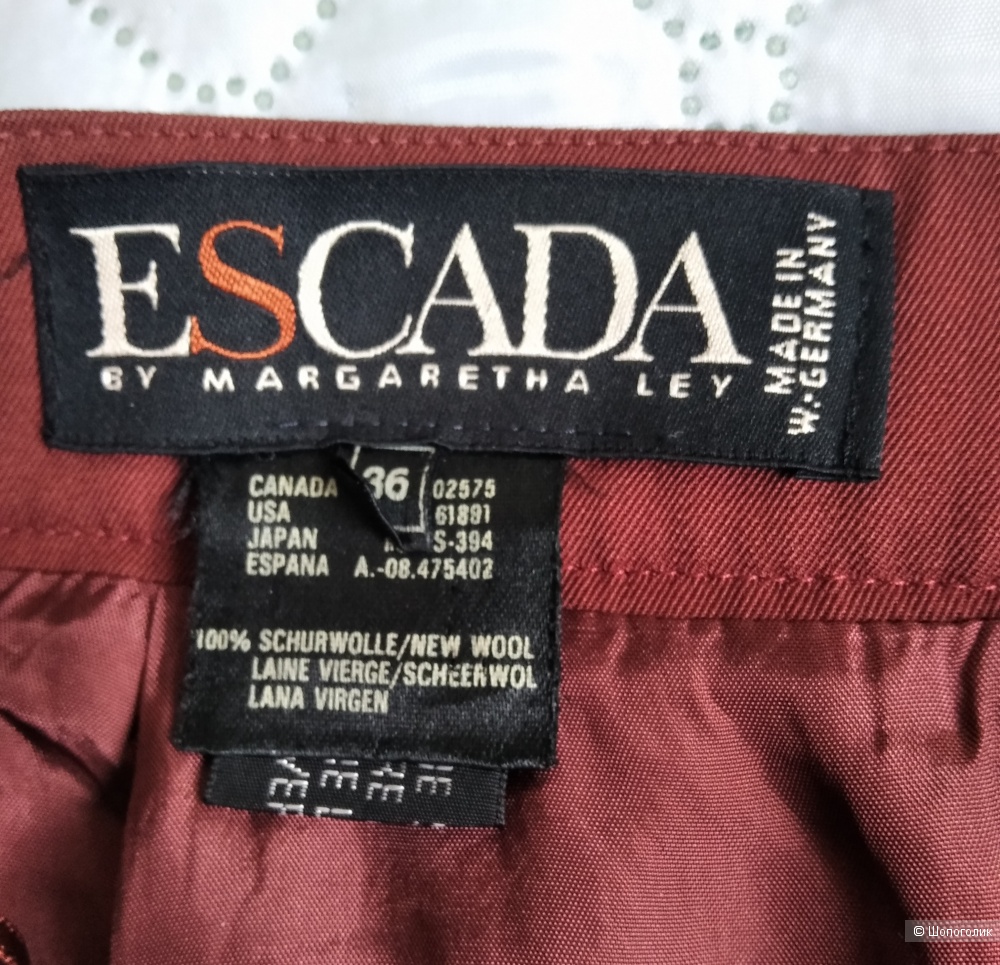 ESCADA
BY MARGARETHA LEY
MADE IN
W.-GERMANY
36
CANADA 02575
USA 61891
JAPAN S-394
ESPANA A.-08.475402
100% SCHURWOLLE/NEW WOOL
LAINE VIERGE/SCHEERWOL
LANA VIRGEN
© Шопоголик